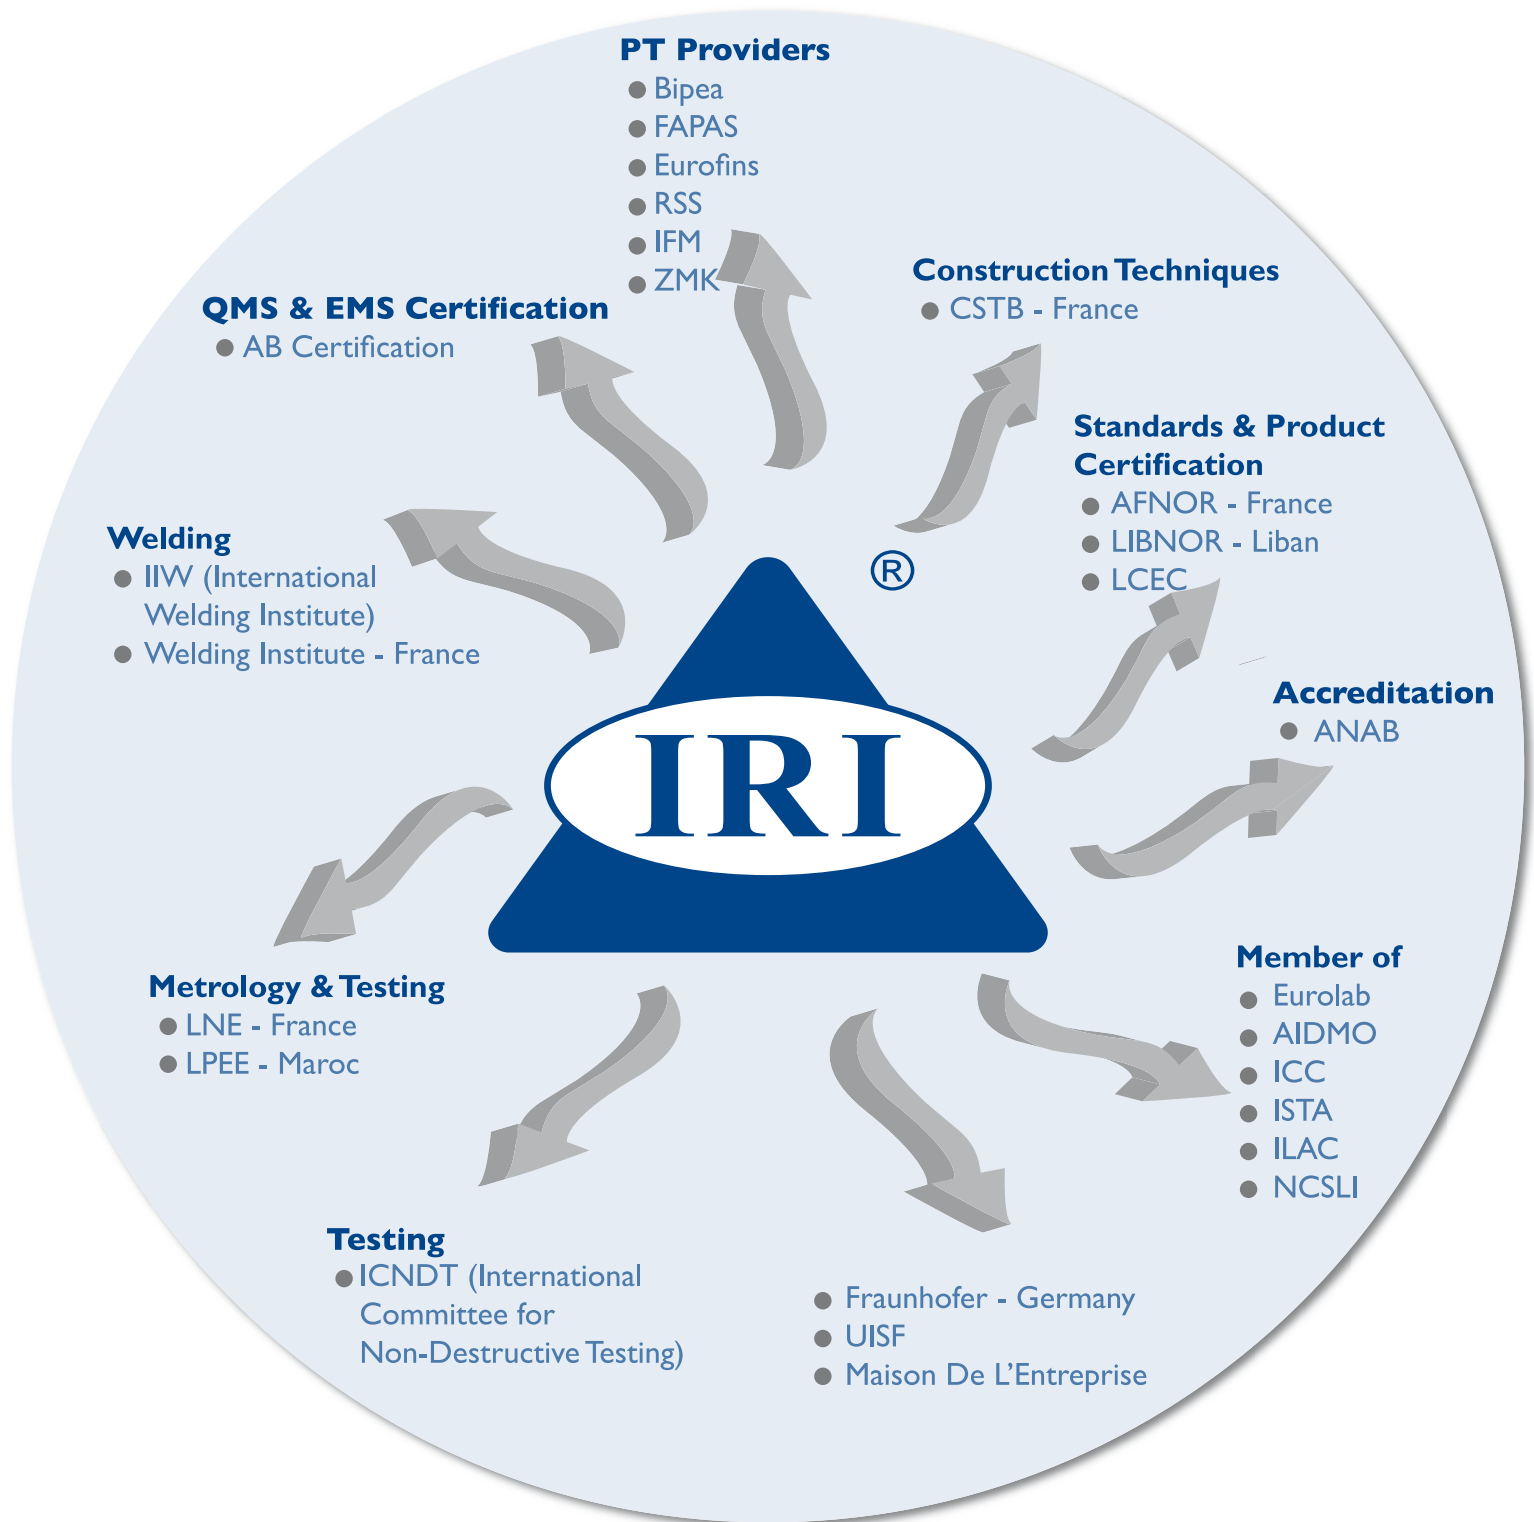 PT Providers
● Bipea
● FAPAS
● Eurofins
● RSS
● IFM
● ZMK
Construction Techniques
● CSTB - France
QMS & EMS Certification
● AB Certification
Standards & Product
Certification
● AFNOR - France
● LIBNOR - Liban
● LCEC
Welding
● IIW (International
Welding Institute)
● Welding Institute - France
®
IRI
Accreditation
● ANAB
Member of
● Eurolab
● AIDMO
● ICC
● ISTA
● ILAC
● NCSLI
Metrology & Testing
● LNE - France
● LPEE - Maroc
Testing
● ICNDT (International
Committee for
Non-Destructive Testing)
● Fraunhofer - Germany
● UISF
● Maison De L’Entreprise